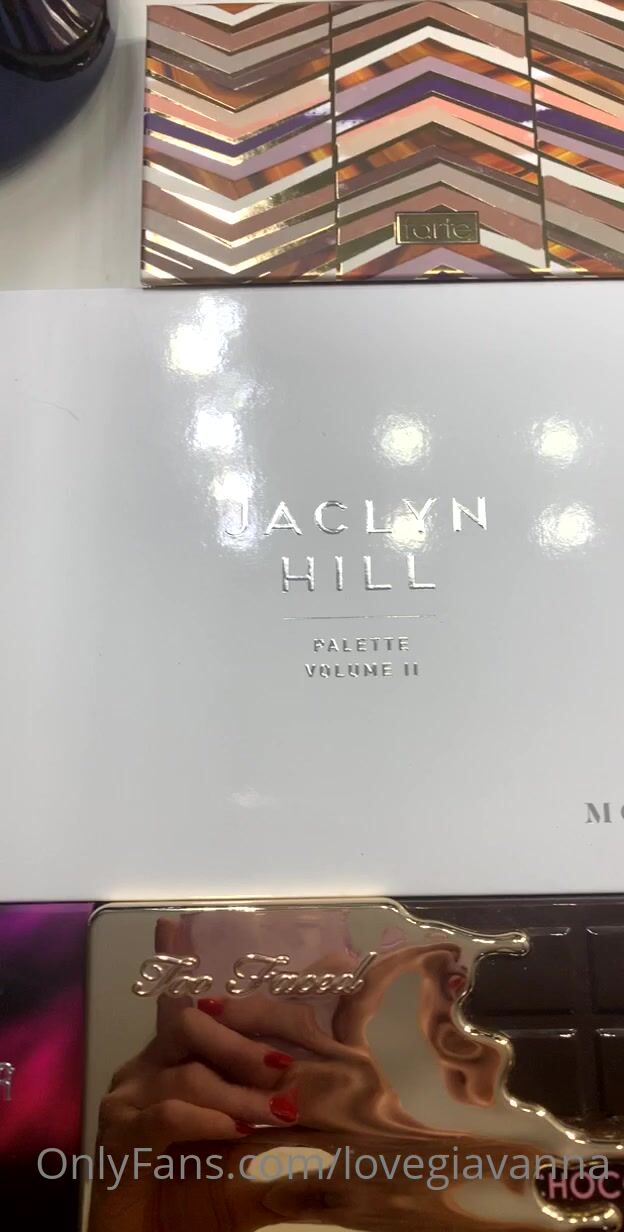 tarte
JACLYN
HILL
PALETTE
VOLUME II
Too Faced
OnlyFans.com/lovegiavanna